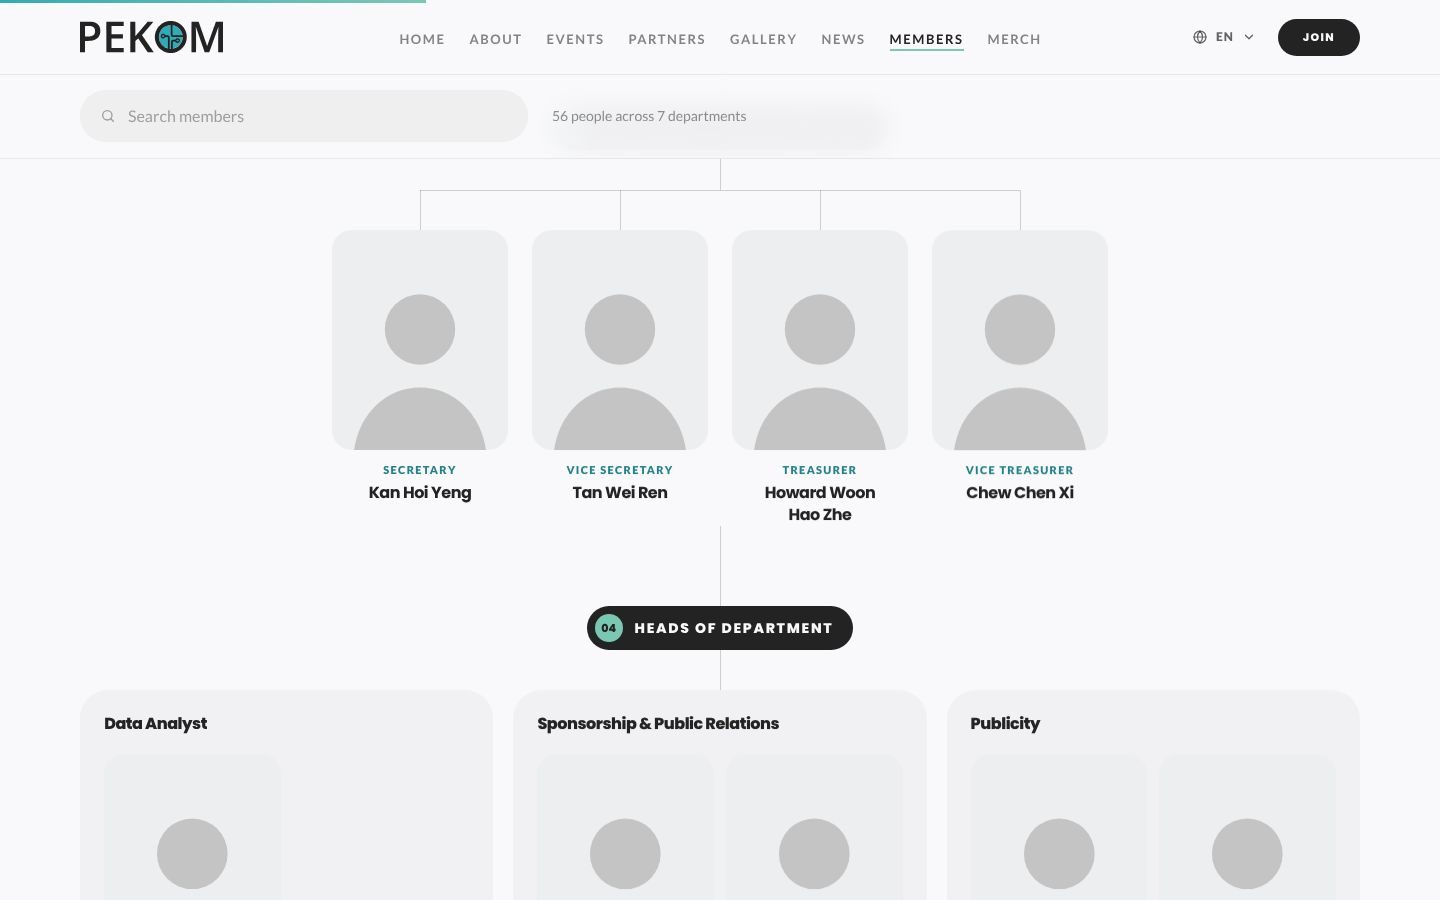 PEKOM
HOME ABOUT EVENTS PARTNERS GALLERY NEWS MEMBERS MERCH
EN
JOIN
Search members
56 people across 7 departments
SECRETARY
Kan Hoi Yeng
VICE SECRETARY
Tan Wei Ren
TREASURER
Howard Woon
Hao Zhe
VICE TREASURER
Chew Chen Xi
04 HEADS OF DEPARTMENT
Data Analyst
Sponsorship & Public Relations
Publicity